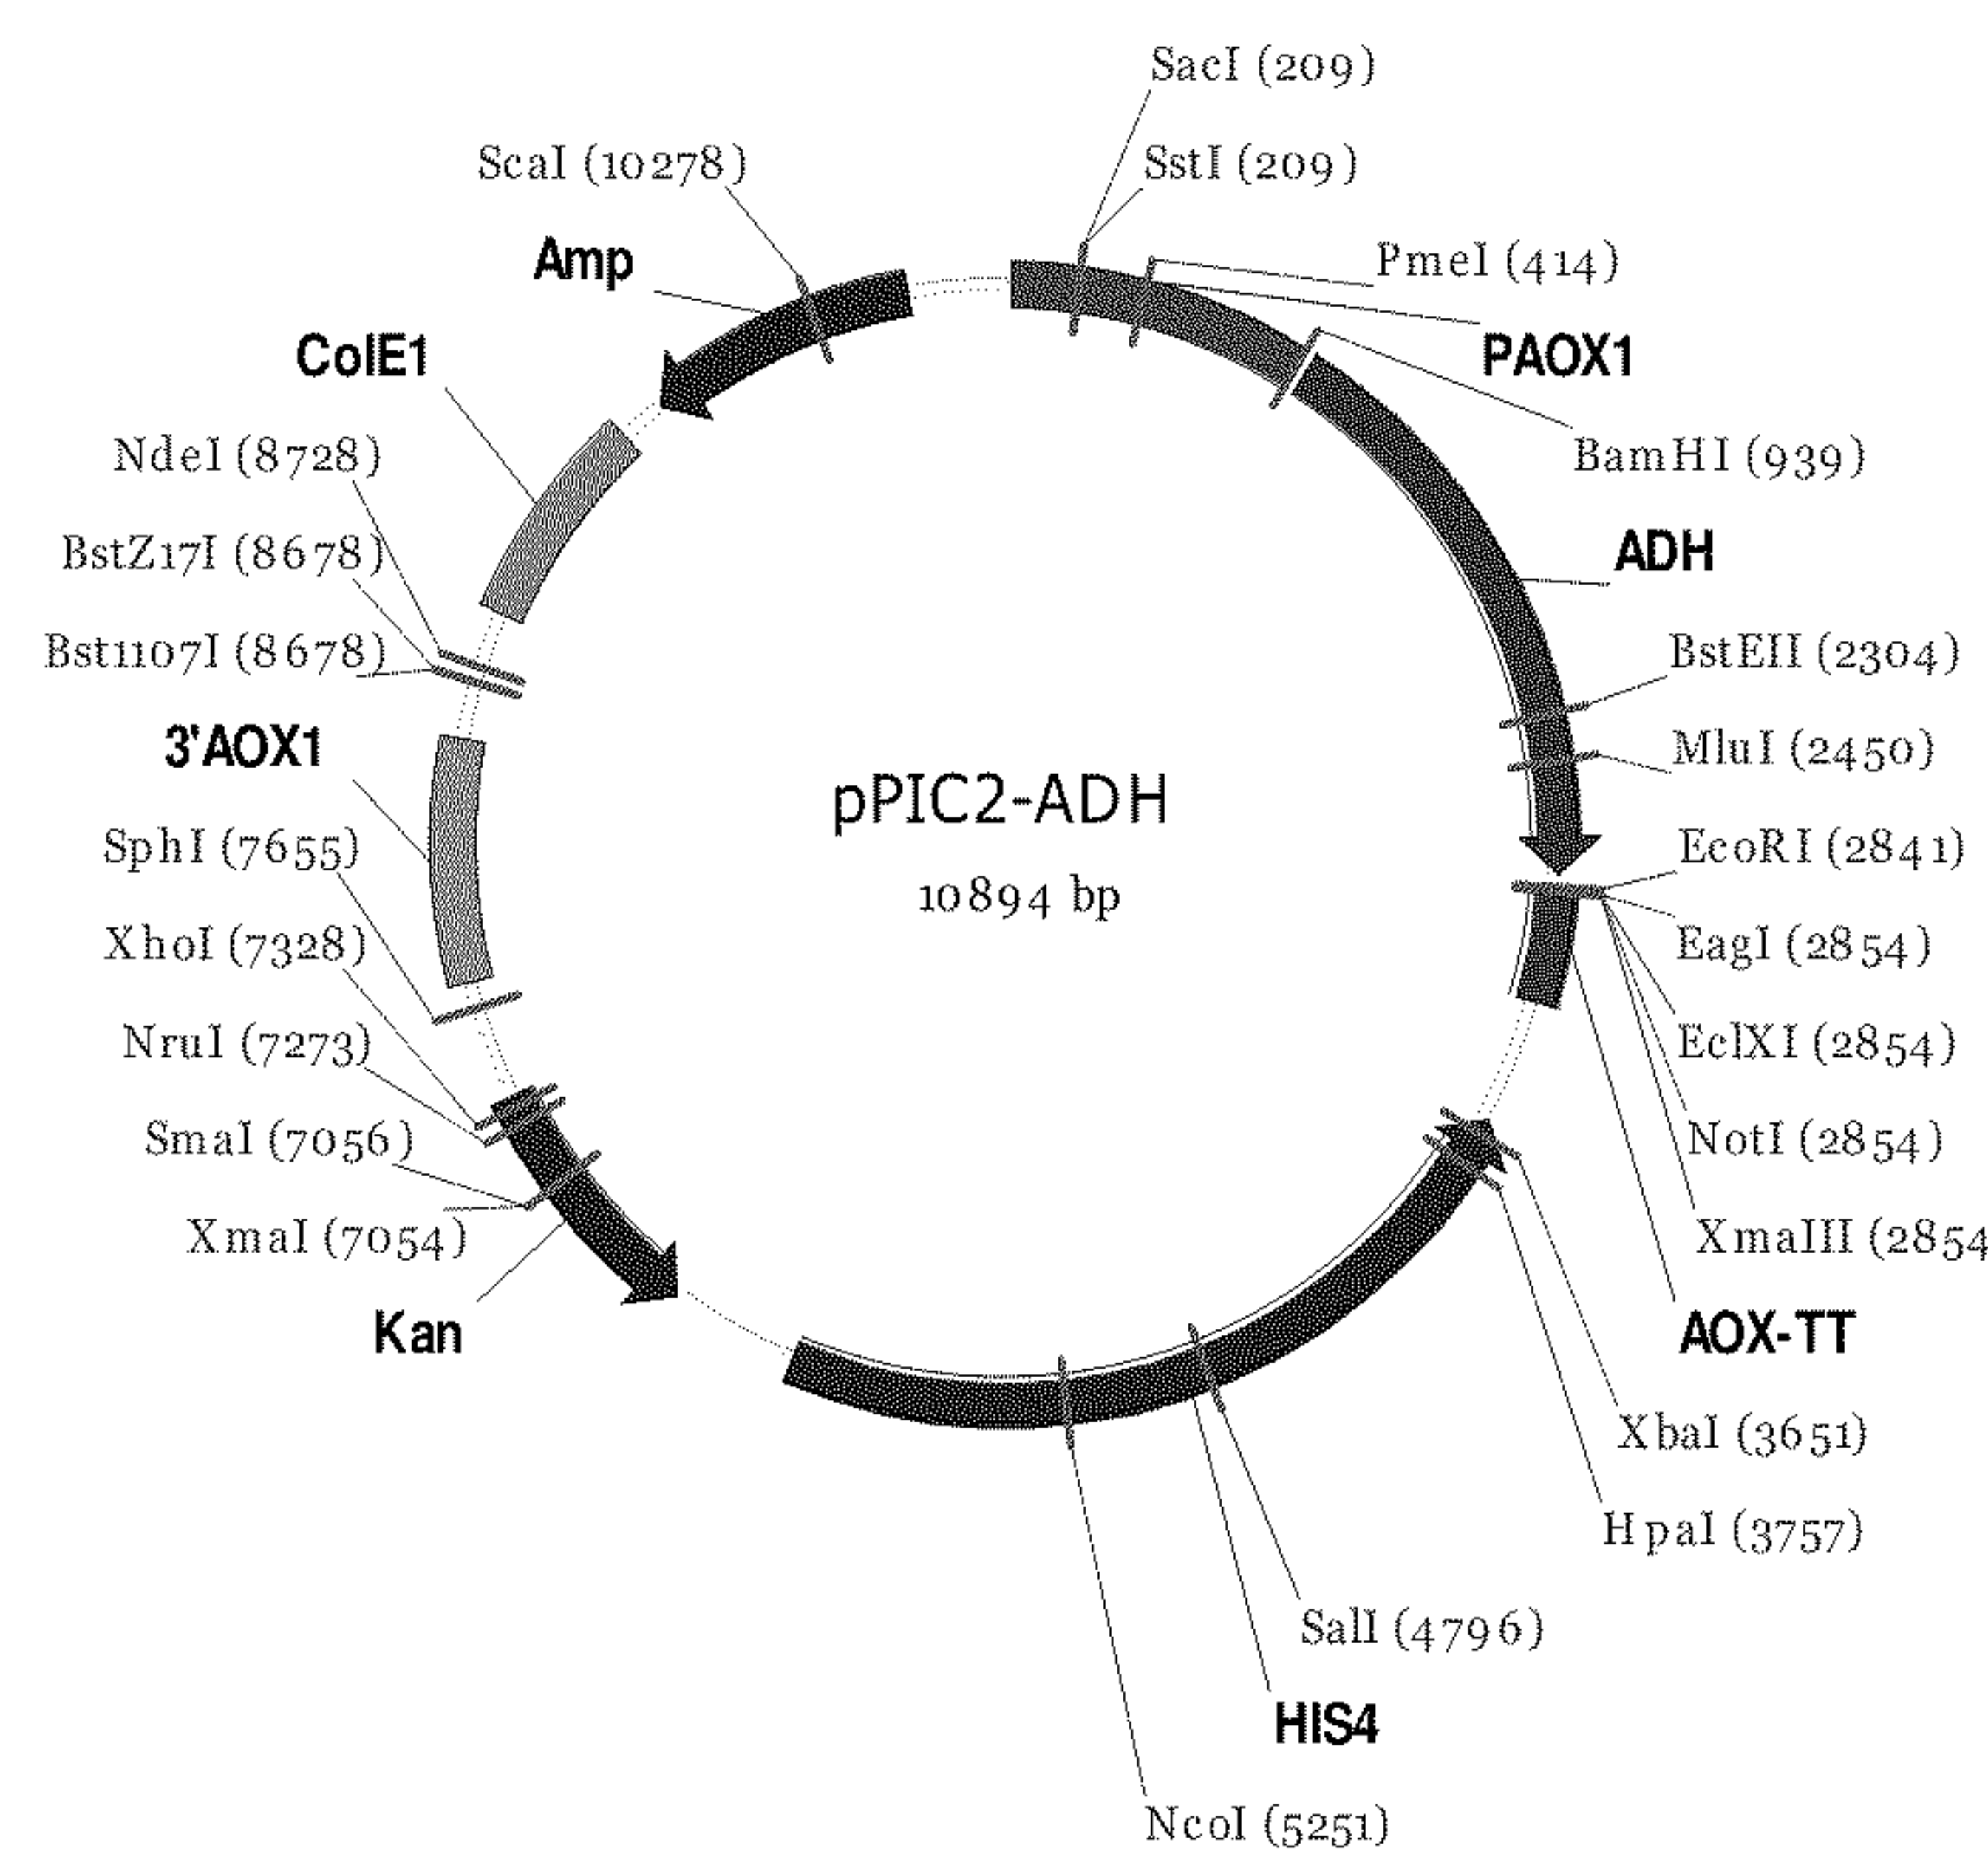 SacI (209)
ScaI (10278)
SstI (209)
Amp
PmeI (414)
ColE1
PAOX1
NdeI (8728)
BamHI (939)
BstZ17I (8678)
ADH
Bst1107I (8678)
BstEII (2304)
3'AOX1
MluI (2450)
pPIC2-ADH
SphI (7655)
EcoRI (2841)
10894 bp
XhoI (7328)
EagI (2854)
NruI (7273)
EclXI (2854)
SmaI (7056)
NotI (2854)
XmaI (7054)
XmaIII (2854
Kan
AOX-TT
XbaI (3651)
HpaI (3757)
SalI (4796)
HIS4
NcoI (5251)